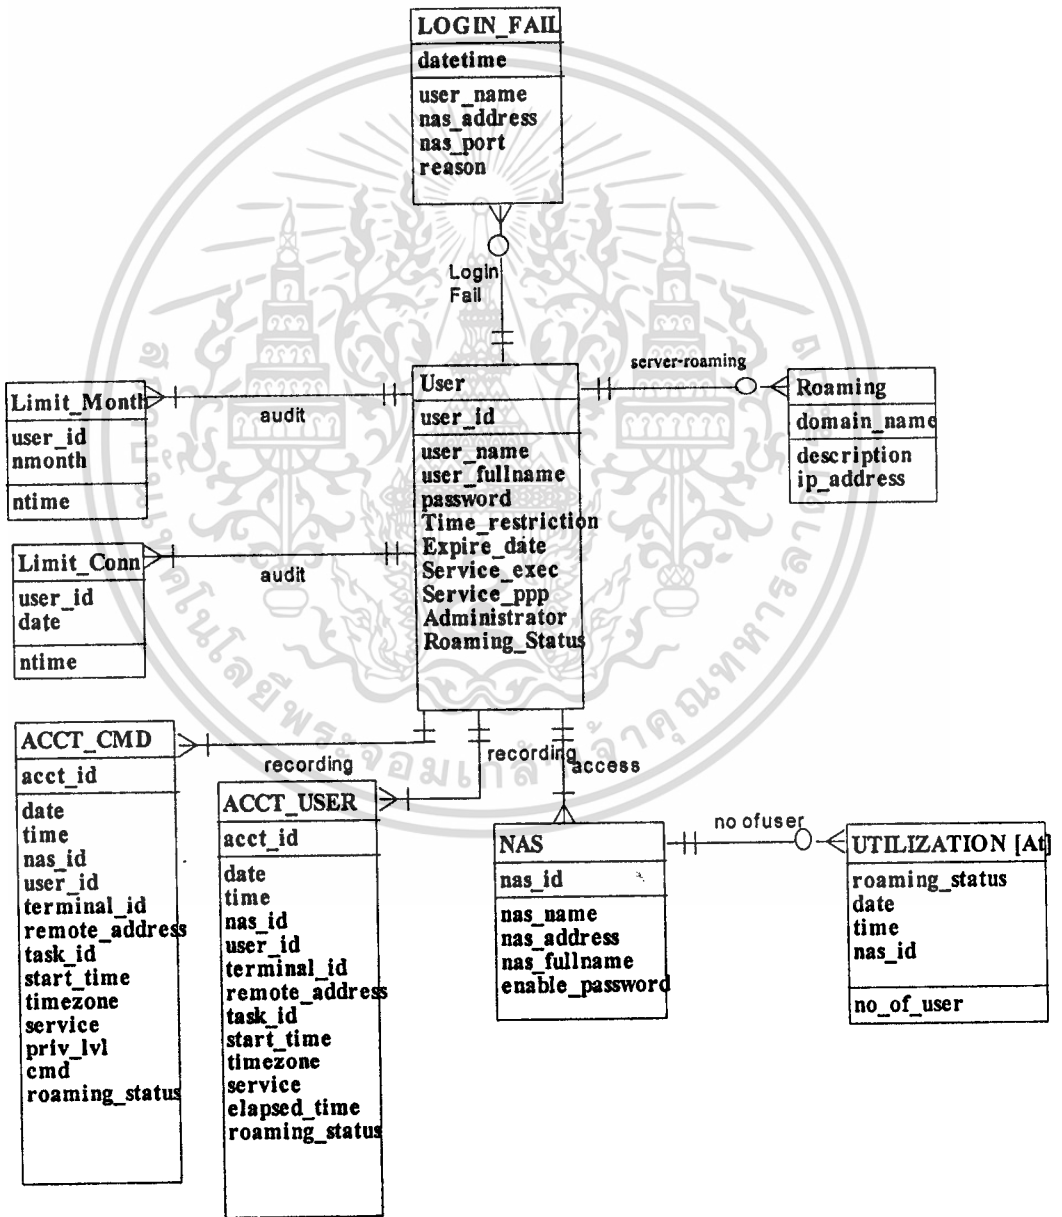 LOGIN_FAIL
datetime
user_name
nas_address
nas_port
reason
Login
Fail
User
user_id
user_name
user_fullname
password
Time_restriction
Expire_date
Service_exec
Service_ppp
Administrator
Roaming_Status
server-roaming
Roaming
domain_name
description
ip_address
Limit_Month
user_id
nmonth
ntime
audit
Limit_Conn
user_id
date
ntime
audit
ACCT_CMD
acct_id
date
time
nas_id
user_id
terminal_id
remote_address
task_id
start_time
timezone
service
priv_lvl
cmd
roaming_status
recording
ACCT_USER
acct_id
date
time
nas_id
user_id
terminal_id
remote_address
task_id
start_time
timezone
service
elapsed_time
roaming_status
recording
access
NAS
nas_id
nas_name
nas_address
nas_fullname
enable_password
no ofuser
UTILIZATION [At]
roaming_status
date
time
nas_id
no_of_user